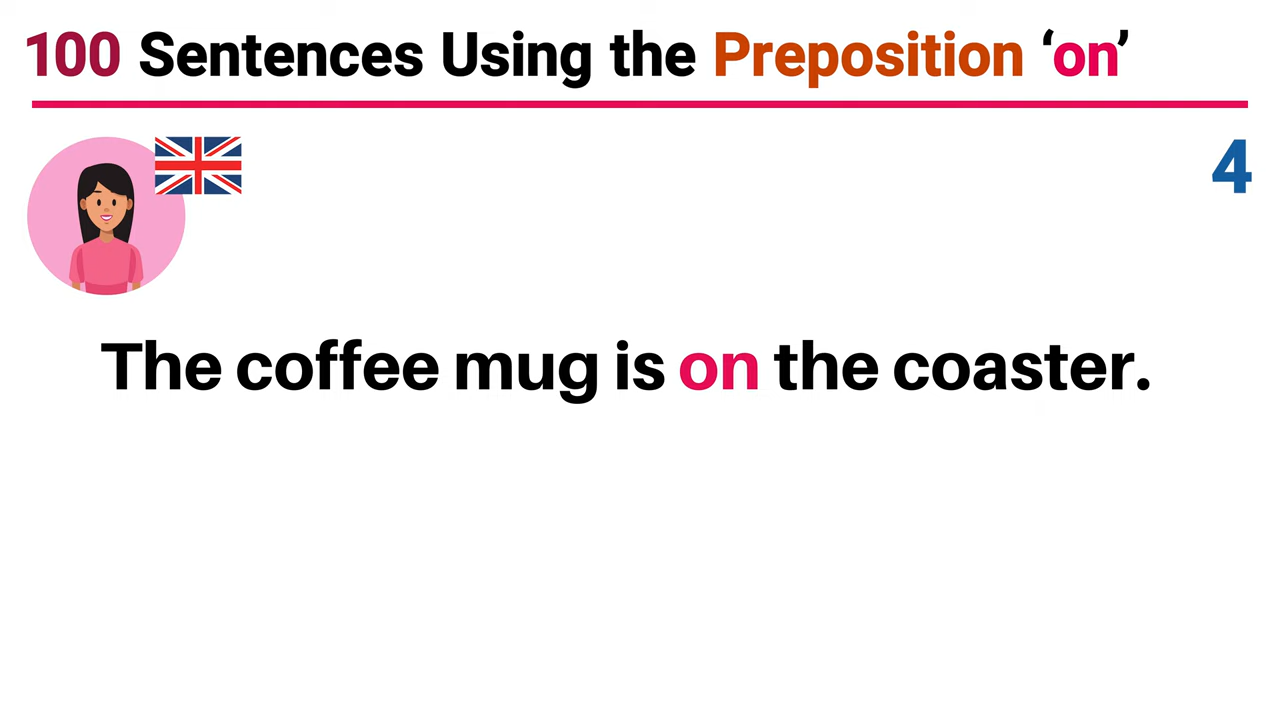 100 Sentences Using the Preposition ‘on’
4
The coffee mug is on the coaster.